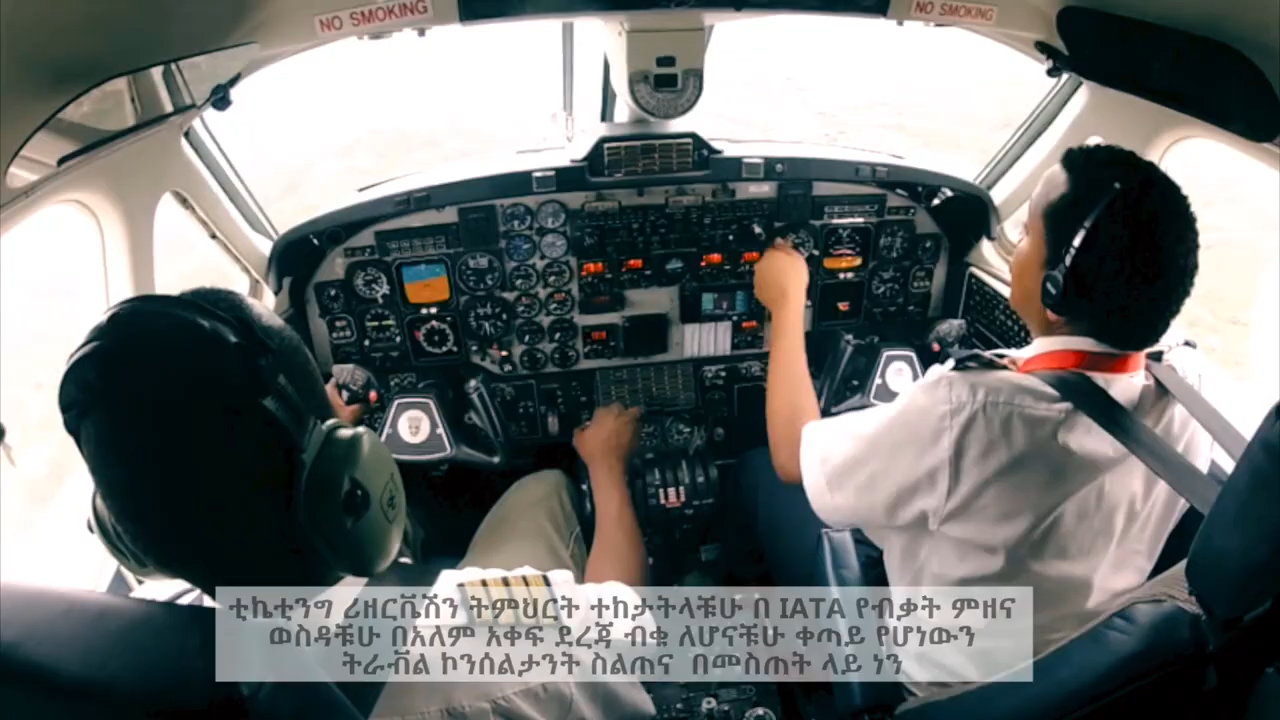 NO SMOKING
NO SMOKING
ቲኬቲንግ ሪዘርቬሽን ትምህርት ተከታትላቹሁ በ IATA የብቃት ምዘና
ወስዳቹሁ በአለም አቀፍ ደረጃ ብቁ ለሆናቹሁ ቀጣይ የሆነውን
ትራቭል ኮንሰልታንት ስልጠና በመስጠት ላይ ነን